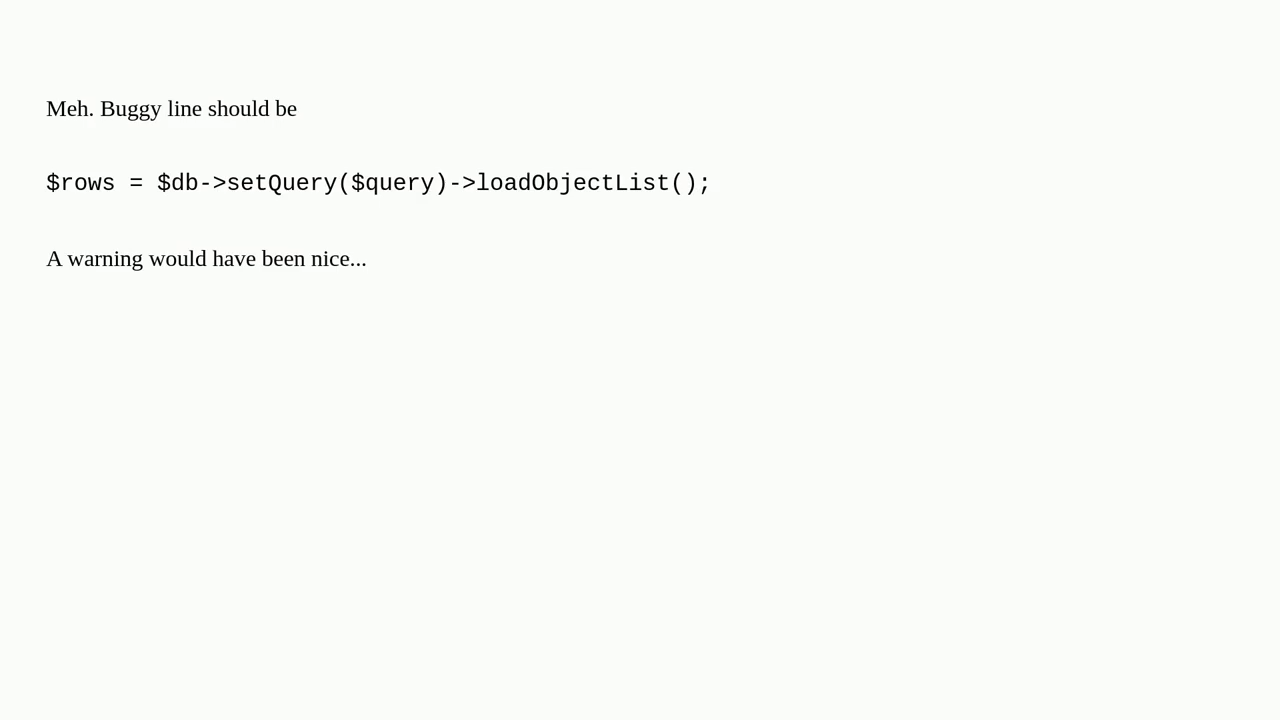 Meh. Buggy line should be
$rows = $db->setQuery($query)->loadObjectList();
A warning would have been nice...